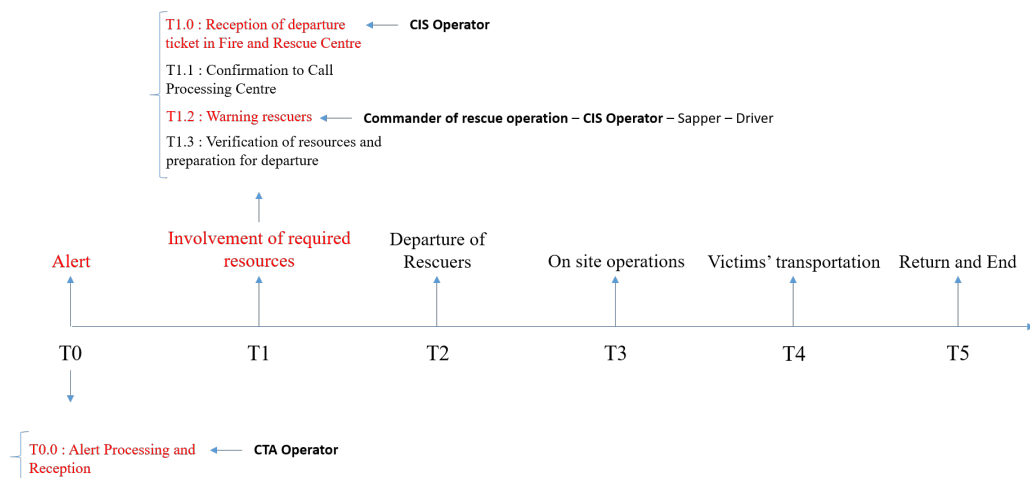 T1.0 : Reception of departure
ticket in Fire and Rescue Centre
CIS Operator
T1.1 : Confirmation to Call
Processing Centre
T1.2 : Warning rescuers
Commander of rescue operation – CIS Operator – Sapper – Driver
T1.3 : Verification of resources and
preparation for departure
Alert
Involvement of required
resources
Departure of
Rescuers
On site operations
Victims’ transportation
Return and End
T0
T1
T2
T3
T4
T5
T0.0 : Alert Processing and
Reception
CTA Operator